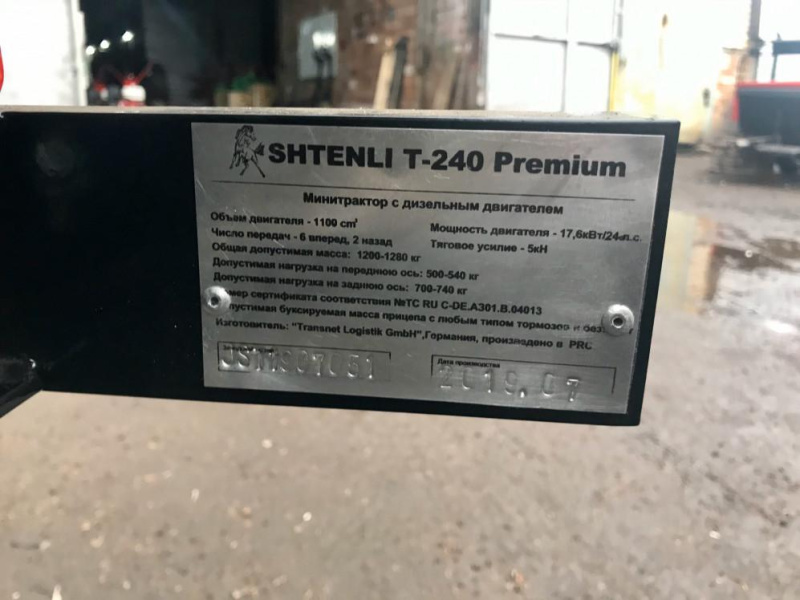 SHTENLI T-240 Premium
Минитрактор с дизельным двигателем
Объем двигателя - 1100 cm³
Мощность двигателя - 17,6кВт/24л.с.
Число передач - 6 вперед, 2 назад
Тяговое усилие - 5кН
Общая допустимая масса: 1200-1280 кг
Допустимая нагрузка на переднюю ось: 500-540 кг
Допустимая нагрузка на заднюю ось: 700-740 кг
сертификата соответствия №ТС RU C-DE.A301.B.04013
буксируемая масса прицепа с любым типом тормозов и без
Изготовитель: "Transnet Logistik GmbH",Германия, произведено в PRC
Дата производства
2019.07